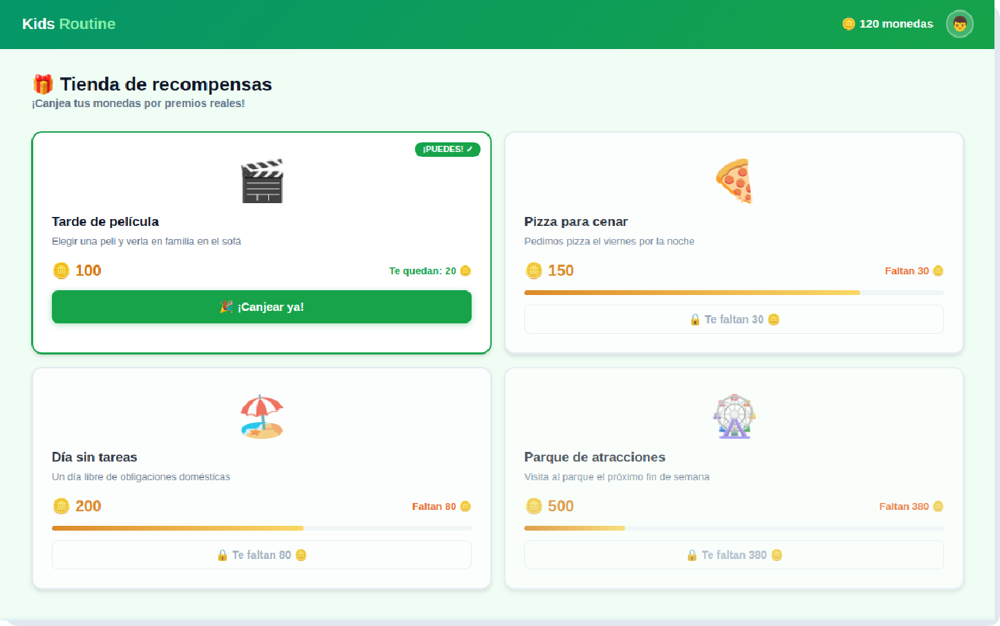 Kids Routine
120 monedas
Tienda de recompensas
¡Canjea tus monedas por premios reales!
¡PUEDES! ✓
Tarde de película
Elegir una peli y verla en familia en el sofá
100
Te quedan: 20
¡Canjear ya!
Pizza para cenar
Pedimos pizza el viernes por la noche
150
Faltan 30
Te faltan 30
Día sin tareas
Un día libre de obligaciones domésticas
200
Faltan 80
Te faltan 80
Parque de atracciones
Visita al parque el próximo fin de semana
500
Faltan 380
Te faltan 380